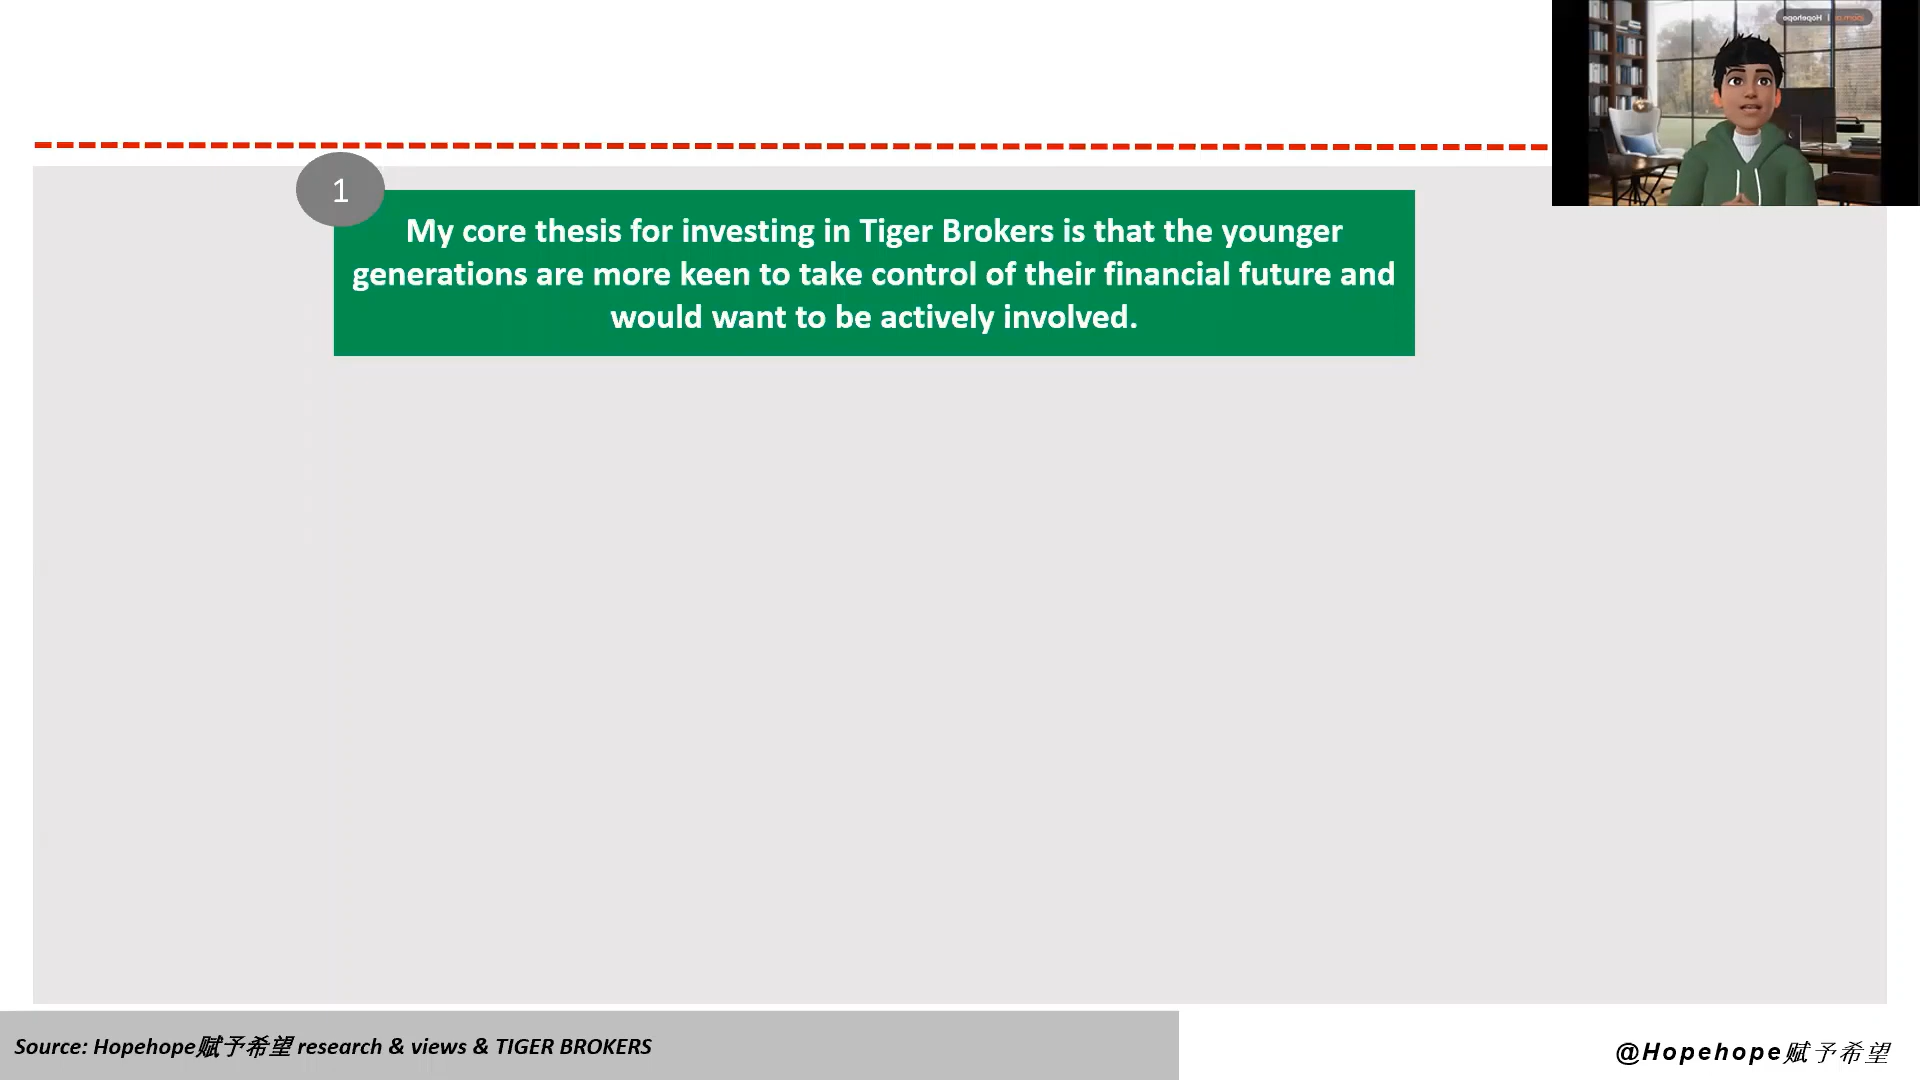 1
My core thesis for investing in Tiger Brokers is that the younger
generations are more keen to take control of their financial future and
would want to be actively involved.
Source: Hopehope赋予希望 research & views & TIGER BROKERS
@Hopehope赋予希望